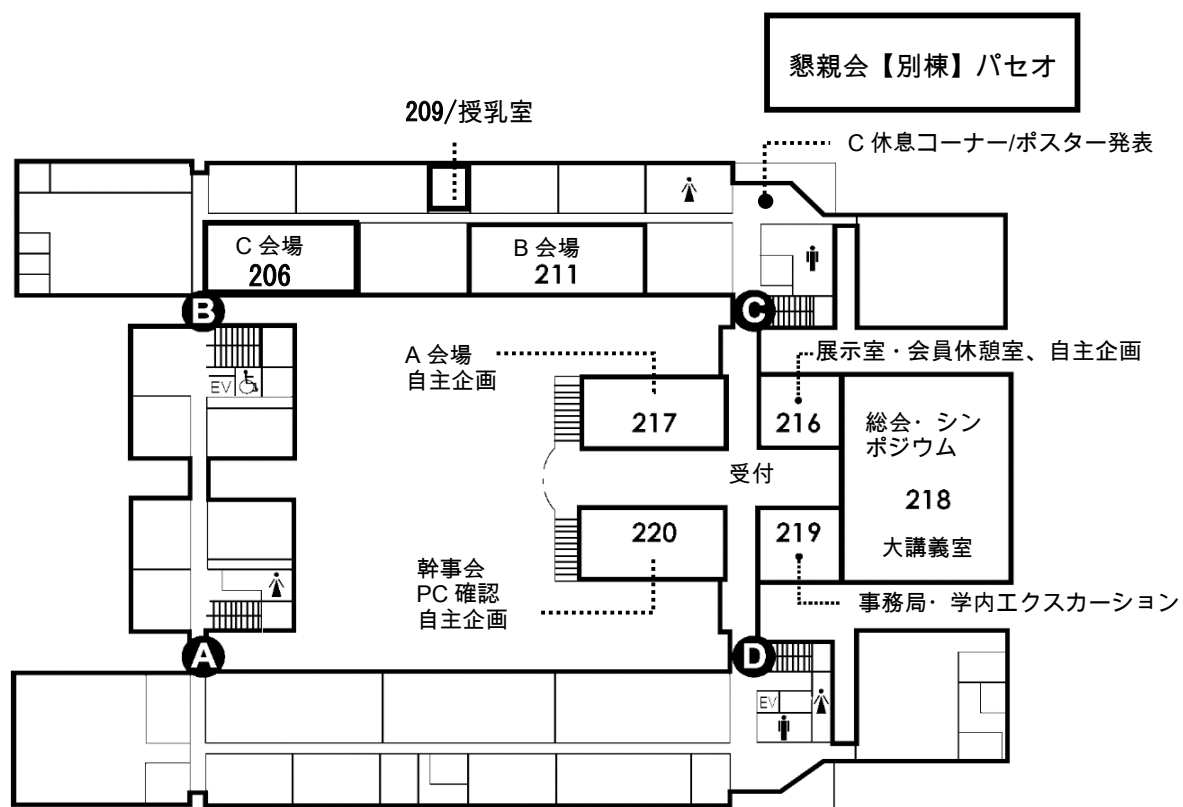 懇親会【別棟】パセオ
209/授乳室
C 休息コーナー/ポスター発表
C 会場
206
B 会場
211
B
C
A 会場
自主企画
展示室・会員休憩室、自主企画
EV
217
216
総会・シン
ポジウム
受付
218
大講義室
220
219
幹事会
PC 確認
自主企画
事務局・学内エクスカーション
A
D
EV